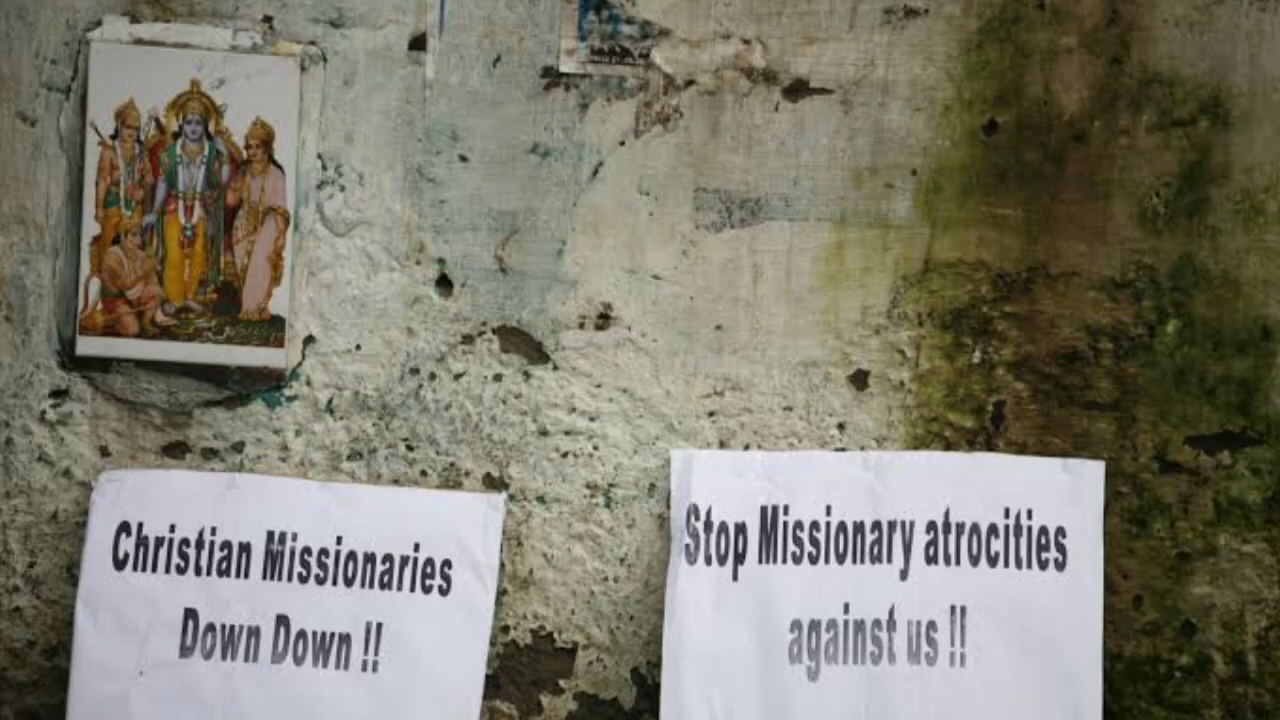 Christian Missionaries
Down Down !!
Stop Missionary atrocities
against us !!